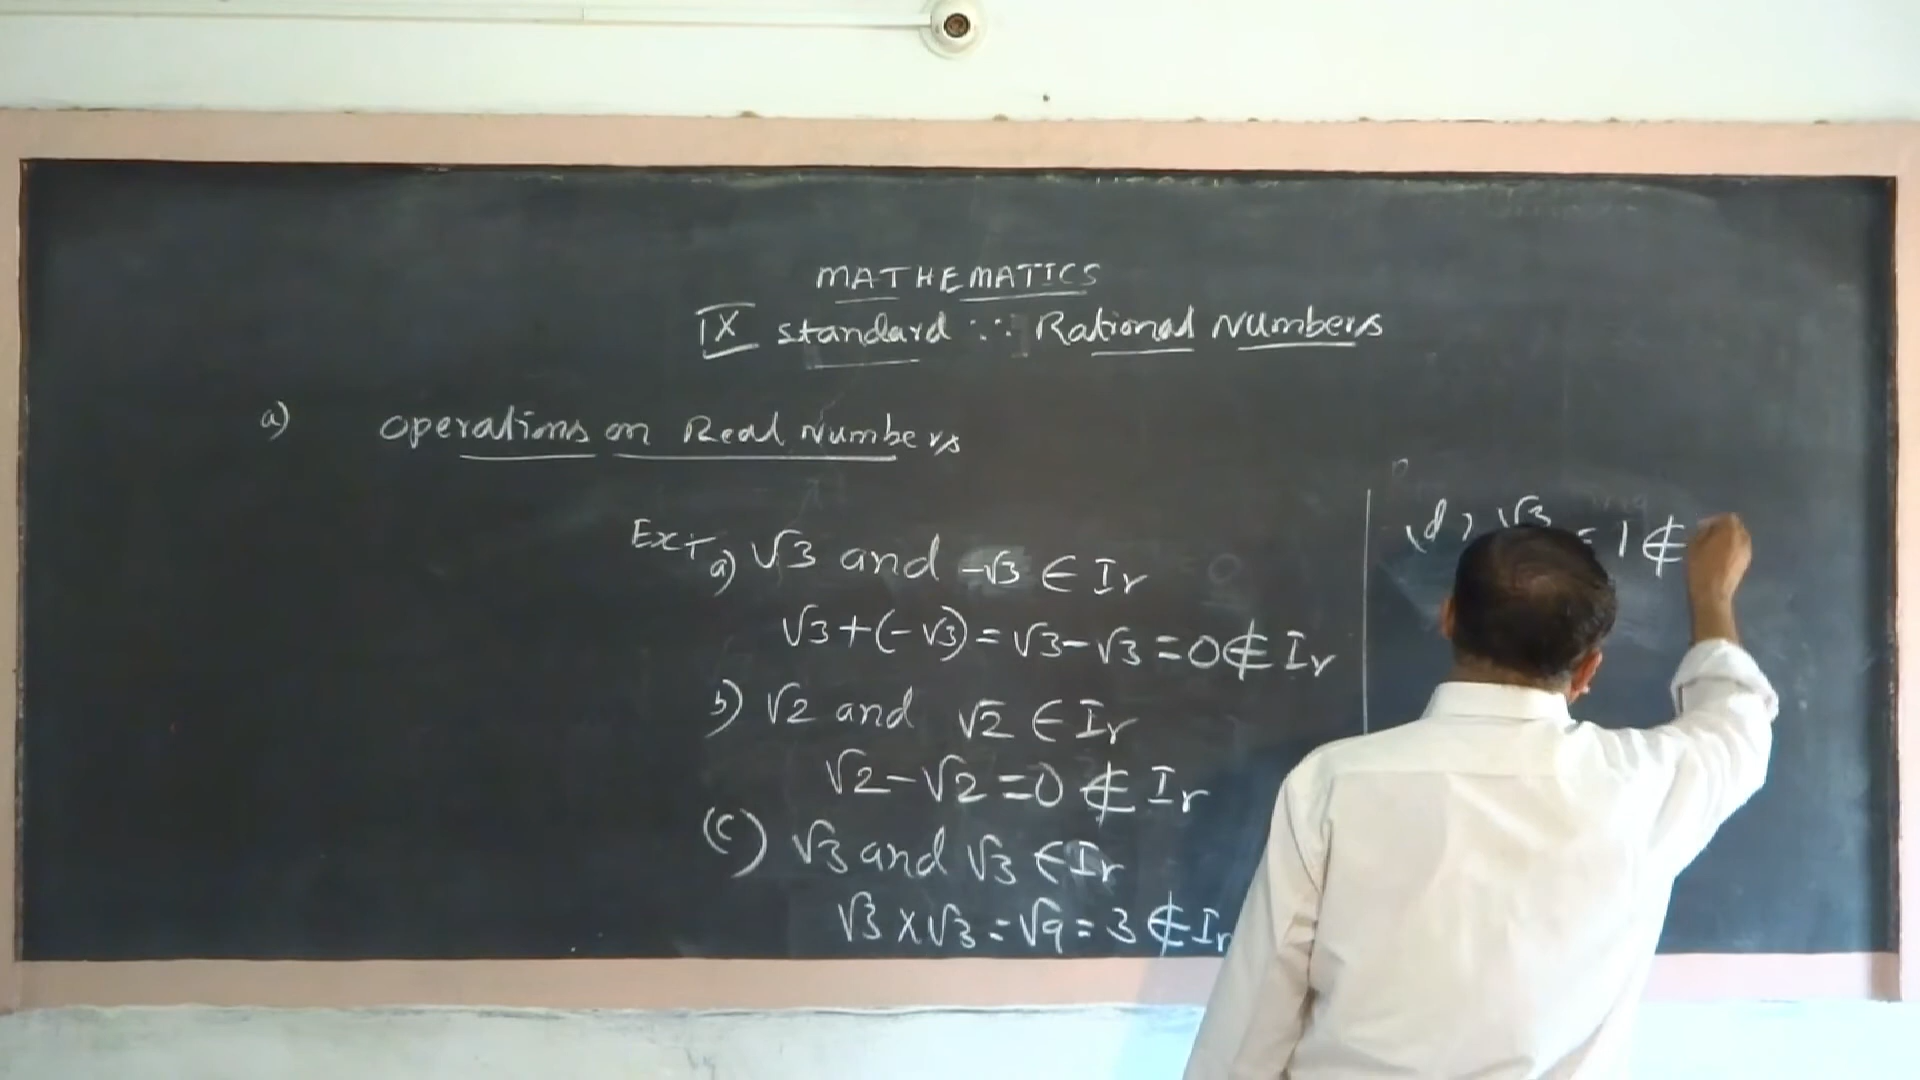 MATHEMATICS
IX standard ∴ Rational Numbers
a) Operations on Real Numbers
Ex:- a) √3 and -√3 ∈ Ir
√3+(-√3)=√3-√3=0∉ Ir
b) √2 and √2 ∈ Ir
√2-√2=0 ∉ Ir
(c) √3 and √3 ∈ Ir
√3 x √3 = √9 = 3 ∉ Ir
(d) √3 = 1 ∉